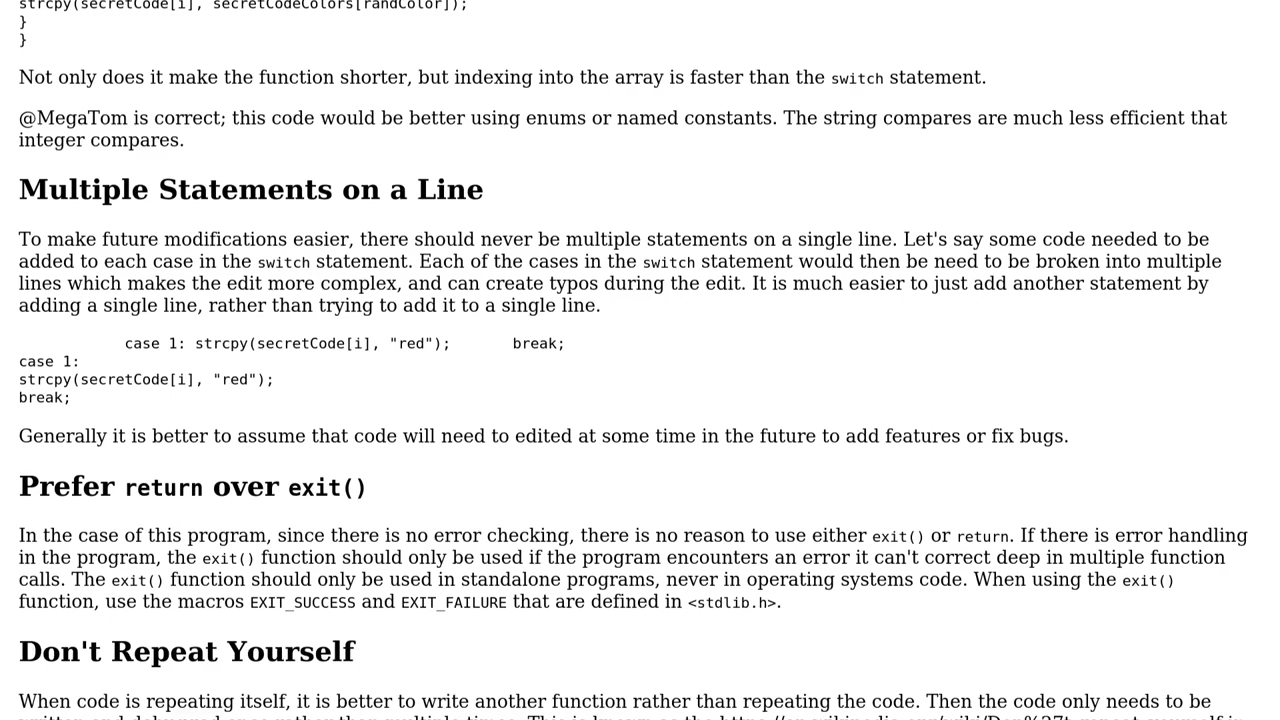 strcpy(secretCode[i], secretCodeColors[randColor]);
}
}
Not only does it make the function shorter, but indexing into the array is faster than the switch statement.
@MegaTom is correct; this code would be better using enums or named constants. The string compares are much less efficient that
integer compares.
Multiple Statements on a Line
To make future modifications easier, there should never be multiple statements on a single line. Let's say some code needed to be
added to each case in the switch statement. Each of the cases in the switch statement would then be need to be broken into multiple
lines which makes the edit more complex, and can create typos during the edit. It is much easier to just add another statement by
adding a single line, rather than trying to add it to a single line.
case 1: strcpy(secretCode[i], "red");       break;
case 1:
strcpy(secretCode[i], "red");
break;
Generally it is better to assume that code will need to edited at some time in the future to add features or fix bugs.
Prefer return over exit()
In the case of this program, since there is no error checking, there is no reason to use either exit() or return. If there is error handling
in the program, the exit() function should only be used if the program encounters an error it can't correct deep in multiple function
calls. The exit() function should only be used in standalone programs, never in operating systems code. When using the exit()
function, use the macros EXIT_SUCCESS and EXIT_FAILURE that are defined in <stdlib.h>.
Don't Repeat Yourself
When code is repeating itself, it is better to write another function rather than repeating the code. Then the code only needs to be